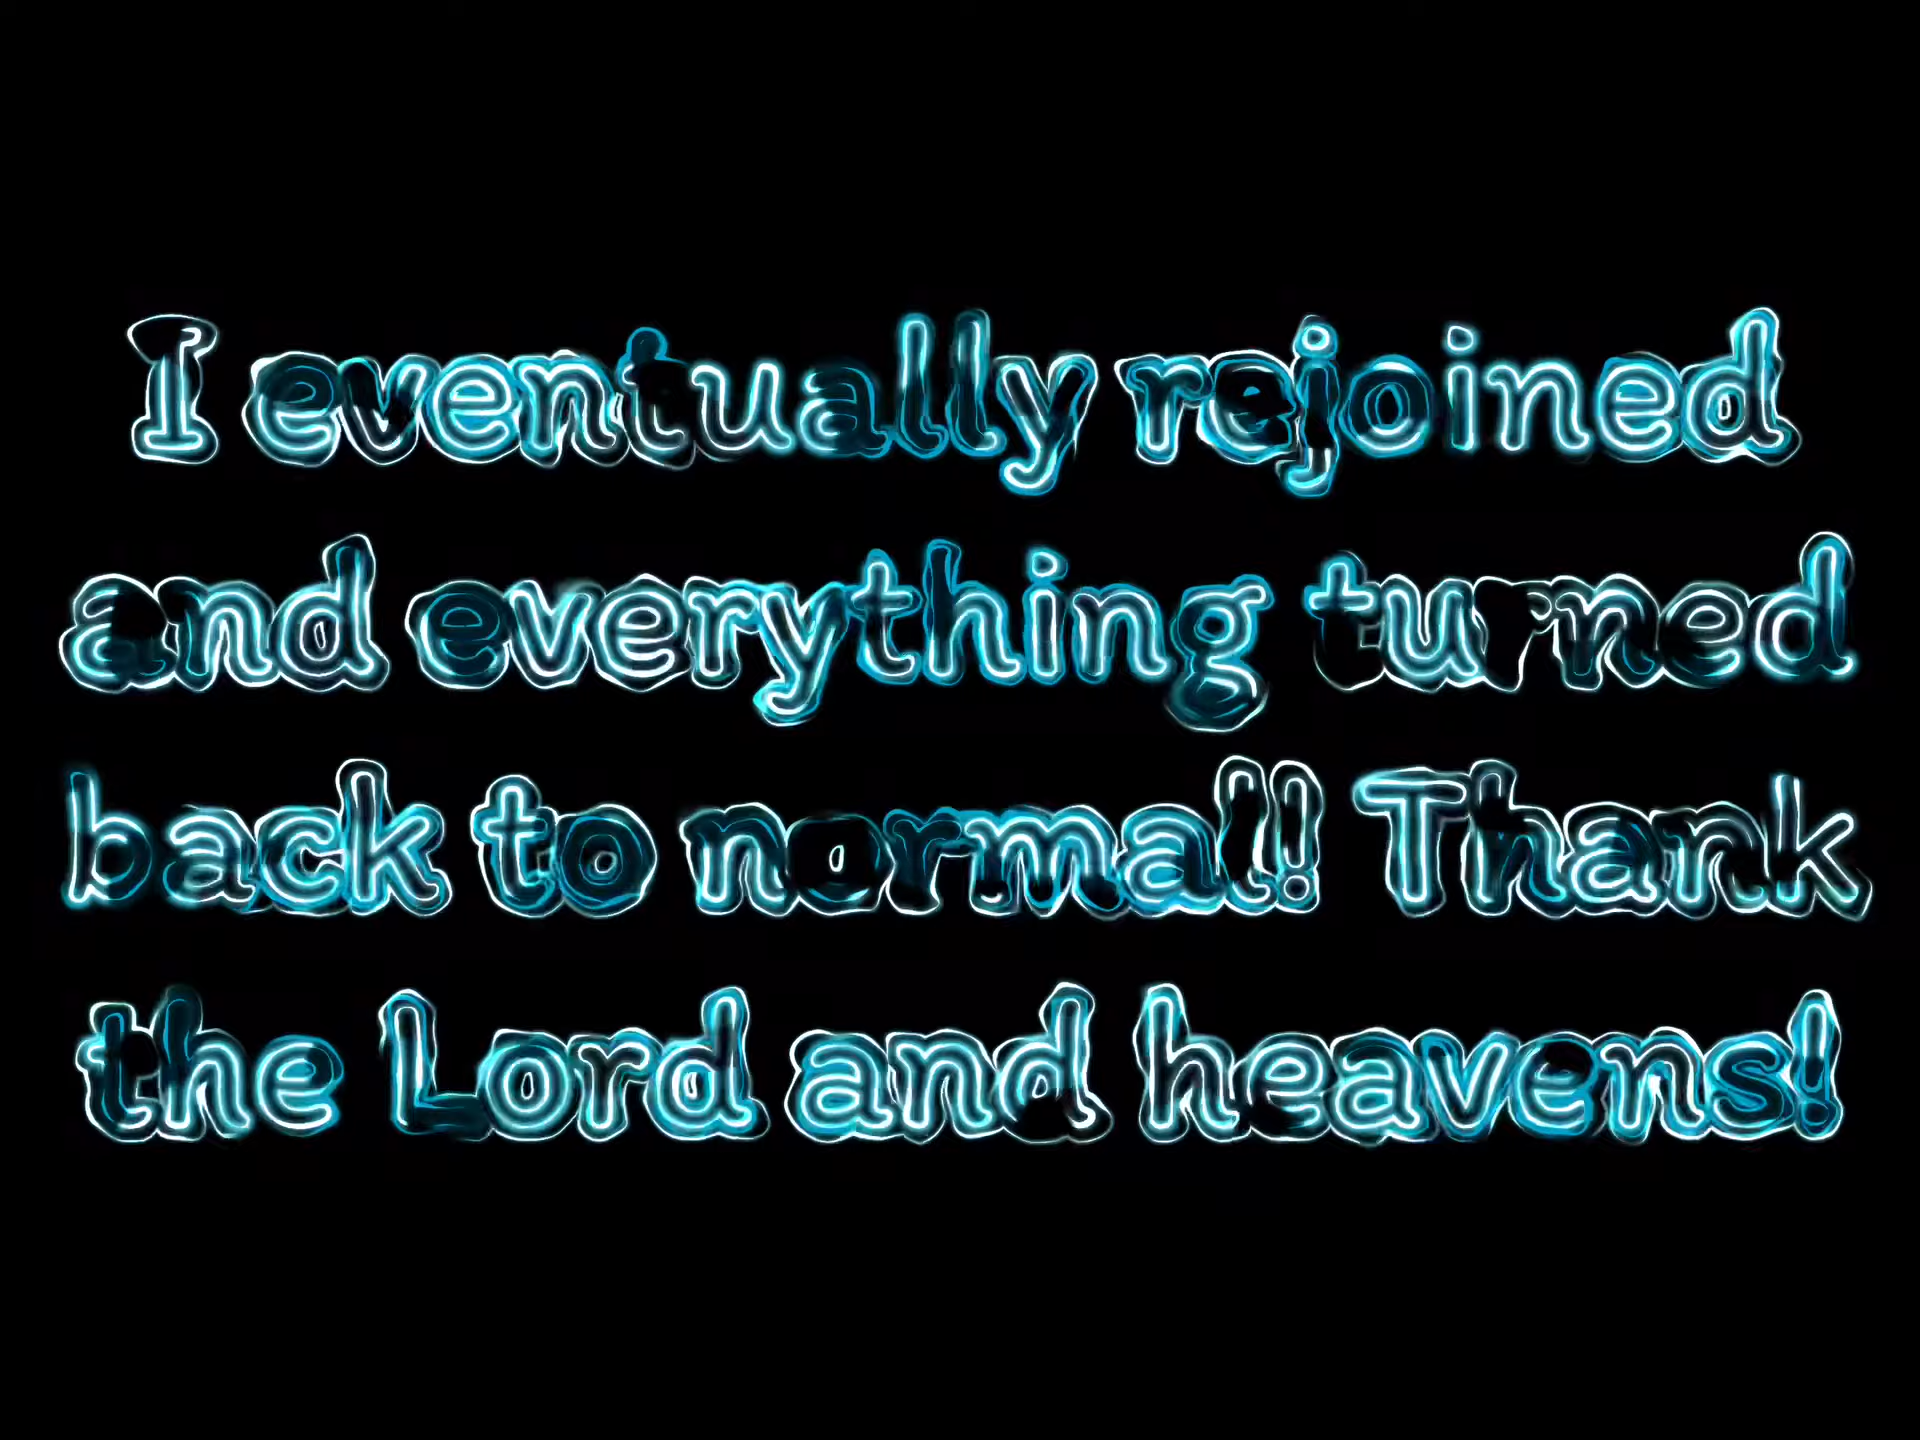 I eventually rejoined
and everything turned
back to normal! Thank
the Lord and heavens!